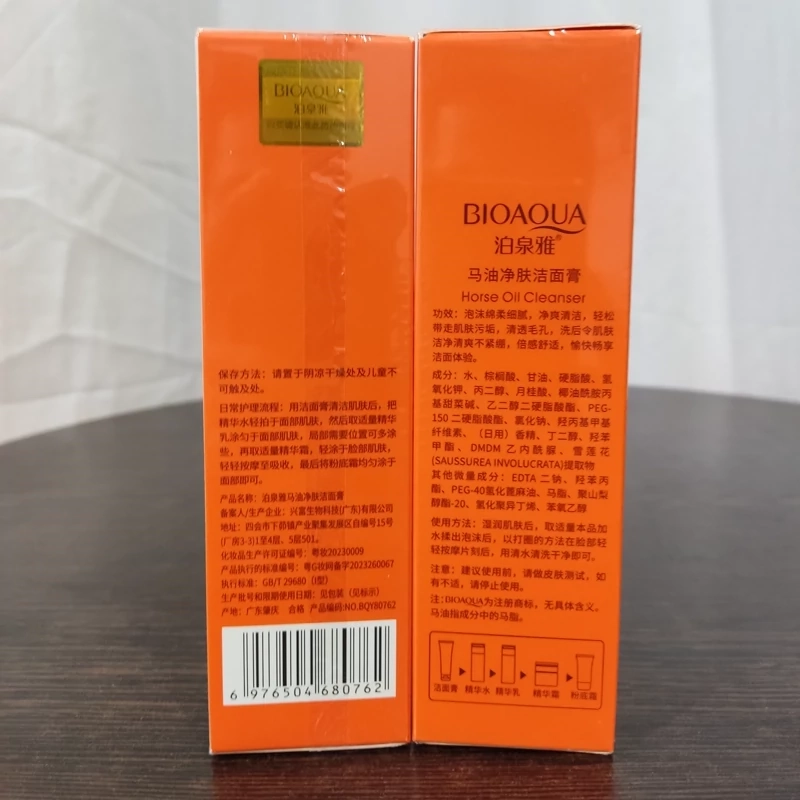 BIOAQUA
泊泉雅
保存方法：请置于阴凉干燥处及儿童不
可触及处。
日常护理流程：用洁面膏清洁肌肤后，把
精华水轻拍于面部肌肤，然后取适量精华
乳涂匀于面部肌肤，局部需要位置可多涂
些，再取适量精华霜，轻涂于脸部肌肤，
轻轻按摩至吸收，最后将粉底霜均匀涂于
面部即可。
产品名称：泊泉雅马油净肤洁面膏
备案人/生产企业：兴富生物科技(广东)有限公司
地址：四会市下茆镇产业聚集发展区自编号15号
(厂房3-3)1至4层、5层501。
化妆品生产许可证编号：粤妆20230009
产品执行的标准编号：粤G妆网备字2023260067
执行标准：GB/T 29680（I型）
生产批号和限期使用日期：见包装（见标示）
产地：广东肇庆 合格 产品编码:NO.BQY80762
6 976504 680762
BIOAQUA
泊泉雅®
马油净肤洁面膏
Horse Oil Cleanser
功效：泡沫绵柔细腻，净爽清洁，轻松
带走肌肤污垢，清透毛孔，洗后令肌肤
洁净清爽不紧绷，倍感舒适，愉快畅享
洁面体验。
成分：水、棕榈酸、甘油、硬脂酸、氢
氧化钾、丙二醇、月桂酸、椰油酰胺丙
基甜菜碱、乙二醇二硬脂酸酯、PEG-
150 二硬脂酸酯、氯化钠、羟丙基甲基
纤维素、（日用）香精、丁二醇、羟苯
甲酯、DMDM 乙内酰脲、雪莲花
(SAUSSUREA INVOLUCRATA)提取物
其他微量成分：EDTA 二钠、羟苯丙
酯、PEG-40氢化蓖麻油、马脂、聚山梨
醇酯-20、氢化聚异丁烯、苯氧乙醇
使用方法：湿润肌肤后，取适量本品加
水揉出泡沫后，以打圈的方法在脸部轻
轻按摩片刻后，用清水清洗干净即可。
注意：建议使用前，请做皮肤测试，如
有不适，请停止使用。
注：BIOAQUA为注册商标，无具体含义。
马油指成分中的马脂。
洁面膏 精华水 精华乳 精华霜 粉底霜